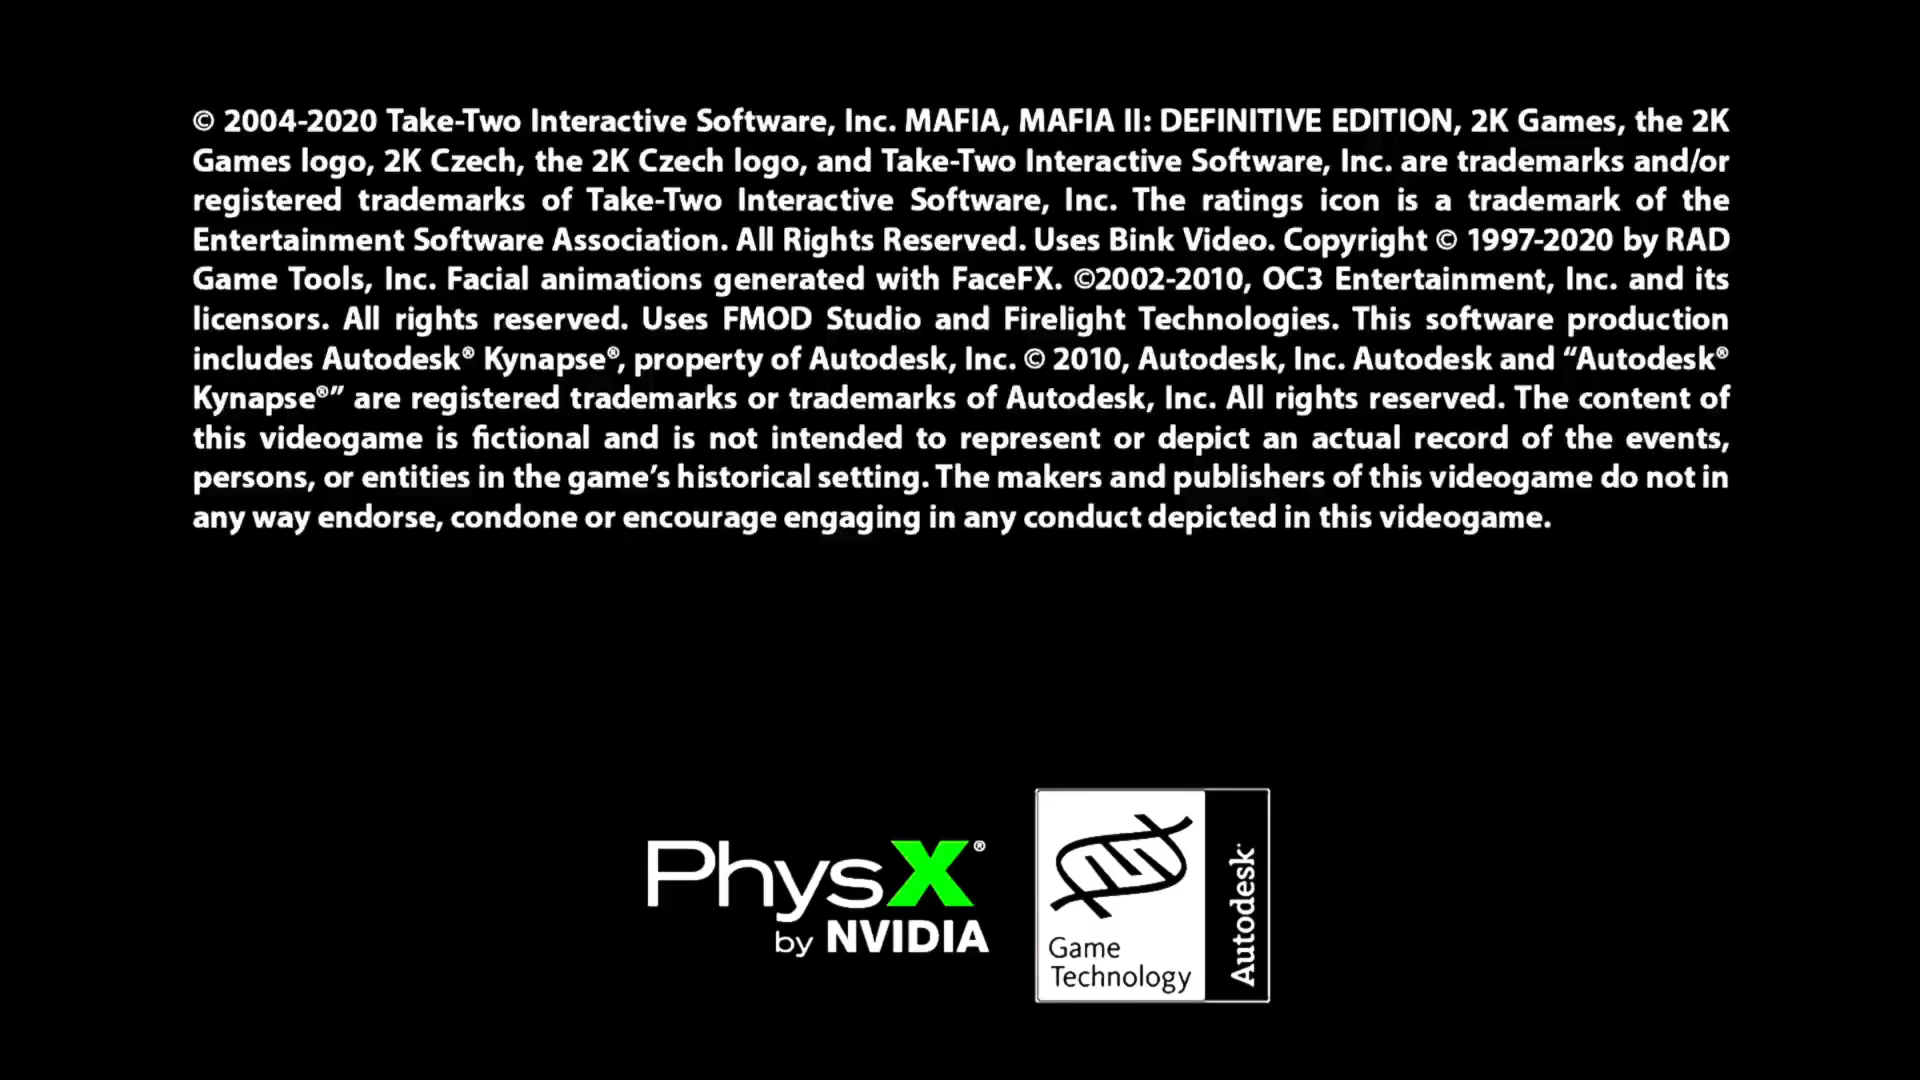 © 2004-2020 Take-Two Interactive Software, Inc. MAFIA, MAFIA II: DEFINITIVE EDITION, 2K Games, the 2K
Games logo, 2K Czech, the 2K Czech logo, and Take-Two Interactive Software, Inc. are trademarks and/or
registered trademarks of Take-Two Interactive Software, Inc. The ratings icon is a trademark of the
Entertainment Software Association. All Rights Reserved. Uses Bink Video. Copyright © 1997-2020 by RAD
Game Tools, Inc. Facial animations generated with FaceFX. ©2002-2010, OC3 Entertainment, Inc. and its
licensors. All rights reserved. Uses FMOD Studio and Firelight Technologies. This software production
includes Autodesk® Kynapse®, property of Autodesk, Inc. © 2010, Autodesk, Inc. Autodesk and “Autodesk®
Kynapse®” are registered trademarks or trademarks of Autodesk, Inc. All rights reserved. The content of
this videogame is fictional and is not intended to represent or depict an actual record of the events,
persons, or entities in the game’s historical setting. The makers and publishers of this videogame do not in
any way endorse, condone or encourage engaging in any conduct depicted in this videogame.
PhysX®
by NVIDIA
Game
Technology
Autodesk